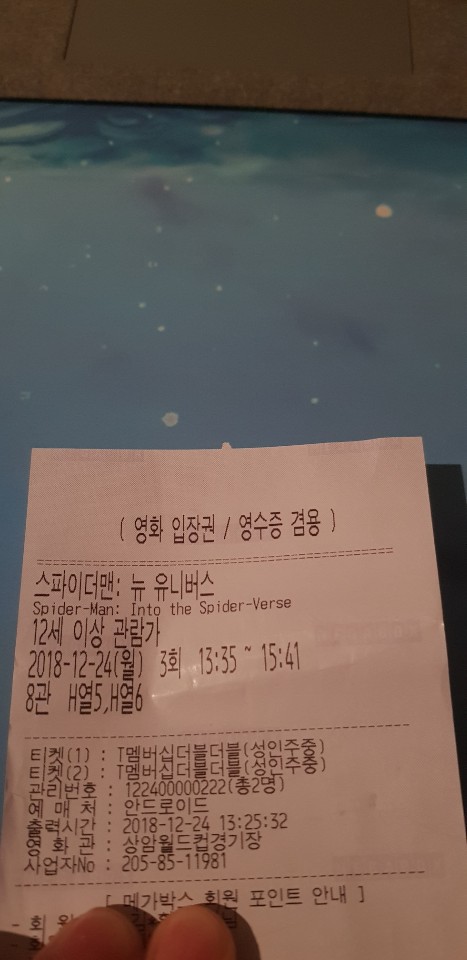 ( 영화 입장권 / 영수증 겸용 )
스파이더맨: 뉴 유니버스
Spider-Man: Into the Spider-Verse
12세 이상 관람가
2018-12-24(월) 3회 13:35 ~ 15:41
8관 H열5,H열6
티켓(1) : T멤버십더블더블(성인주중)
티켓(2) : T멤버십더블더블(성인주중)
관리번호 : 122400000222(총2명)
예 매 처 : 안드로이드
출력시간 : 2018-12-24 13:25:32
영 화 관 : 상암월드컵경기장
사업자No : 205-85-11981
[ 메가박스 회원 포인트 안내 ]
- 회 원
- 회